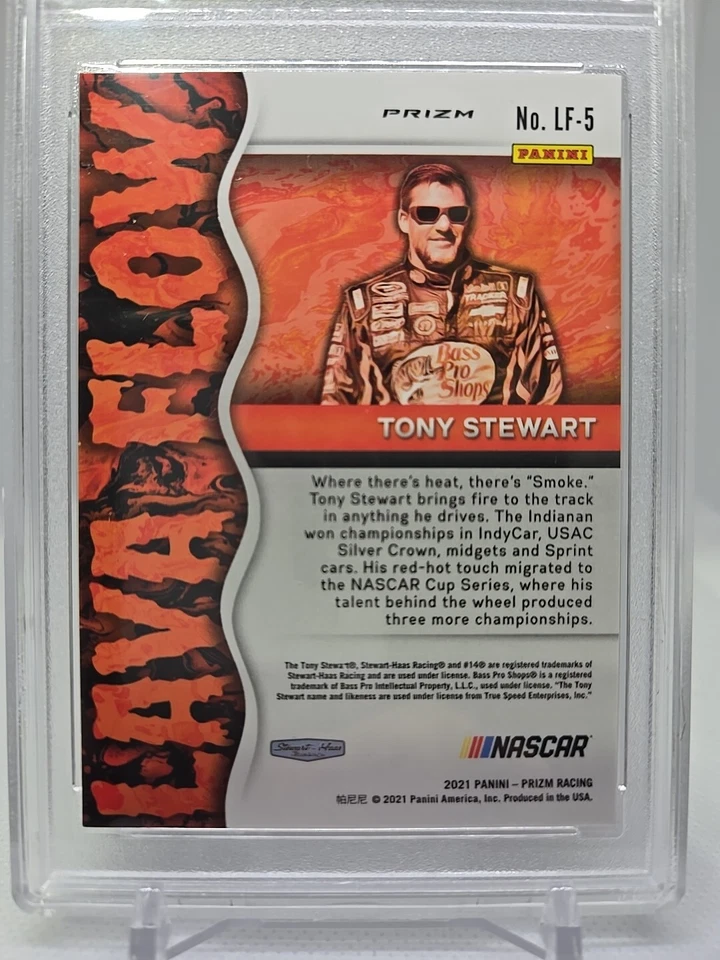 LAVA FLOW
PRIZM
No. LF-5
PANINI
TRACKER
Bass
Pro
Shops
TONY STEWART
Where there's heat, there's "Smoke."
Tony Stewart brings fire to the track
in anything he drives. The Indianan
won championships in IndyCar, USAC
Silver Crown, midgets and Sprint
cars. His red-hot touch migrated to
the NASCAR Cup Series, where his
talent behind the wheel produced
three more championships.
The Tony Stewart®, Stewart-Haas Racing® and #14® are registered trademarks of
Stewart-Haas Racing and are used under license. Bass Pro Shops® is a registered
trademark of Bass Pro Intellectual Property, L.L.C., used under license. "The Tony
Stewart name and likeness are used under license from True Speed Enterprises, Inc."
Stewart-Haas
NASCAR
2021 PANINI – PRIZM RACING
帕尼尼 © 2021 Panini America, Inc. Produced in the USA.